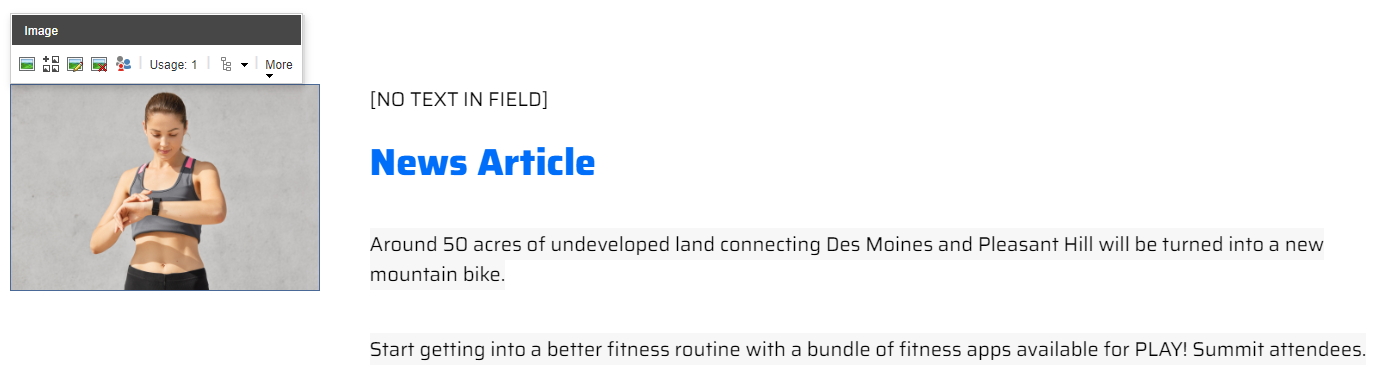 Image
Usage: 1
More
[NO TEXT IN FIELD]
News Article
Around 50 acres of undeveloped land connecting Des Moines and Pleasant Hill will be turned into a new
mountain bike.
Start getting into a better fitness routine with a bundle of fitness apps available for PLAY! Summit attendees.